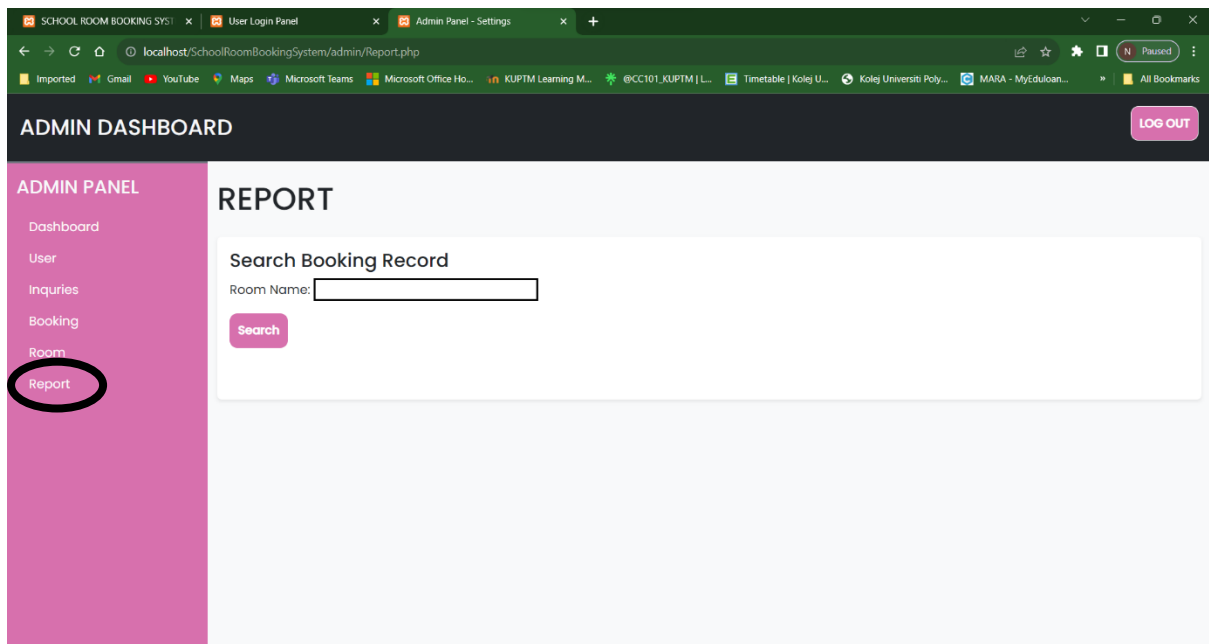 SCHOOL ROOM BOOKING SYST
User Login Panel
Admin Panel - Settings
localhost/SchoolRoomBookingSystem/admin/Report.php
N Paused
Imported Gmail YouTube Maps Microsoft Teams Microsoft Office Ho... KUPTM Learning M... @CC101_KUPTM | L... Timetable | Kolej U... Kolej Universiti Poly... MARA - MyEduloan... » All Bookmarks
ADMIN DASHBOARD
LOG OUT
ADMIN PANEL
Dashboard
User
Inquries
Booking
Room
Report
REPORT
Search Booking Record
Room Name:
Search